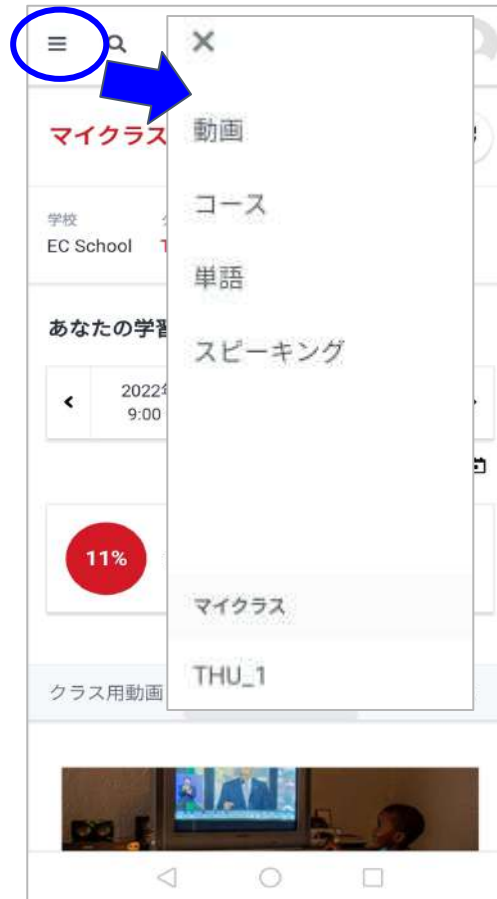 マイクラス
学校
EC School
あなたの学
2022
9:00
11%
クラス用動画
動画
コース
単語
スピーキング
マイクラス
THU_1